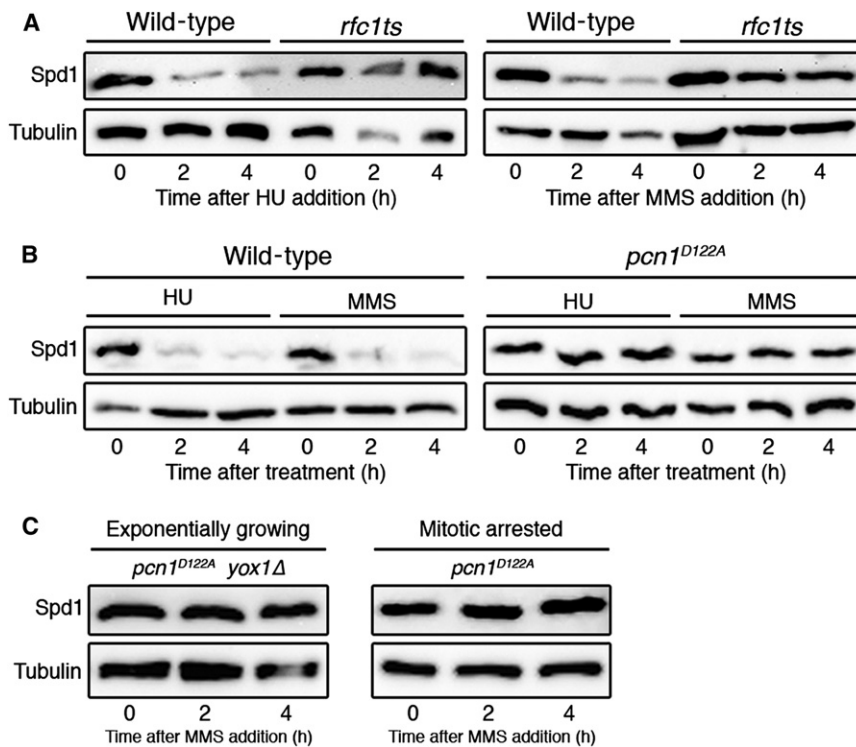 A
Wild-type rfc1ts Wild-type rfc1ts
Spd1
Tubulin
0 2 4 0 2 4 0 2 4 0 2 4
Time after HU addition (h) Time after MMS addition (h)
B
Wild-type pcn1D122A
HU MMS HU MMS
Spd1
Tubulin
0 2 4 0 2 4 0 2 4 0 2 4
Time after treatment (h) Time after treatment (h)
C
Exponentially growing Mitotic arrested
pcn1D122A yox1Δ pcn1D122A
Spd1
Tubulin
0 2 4 0 2 4
Time after MMS addition (h) Time after MMS addition (h)